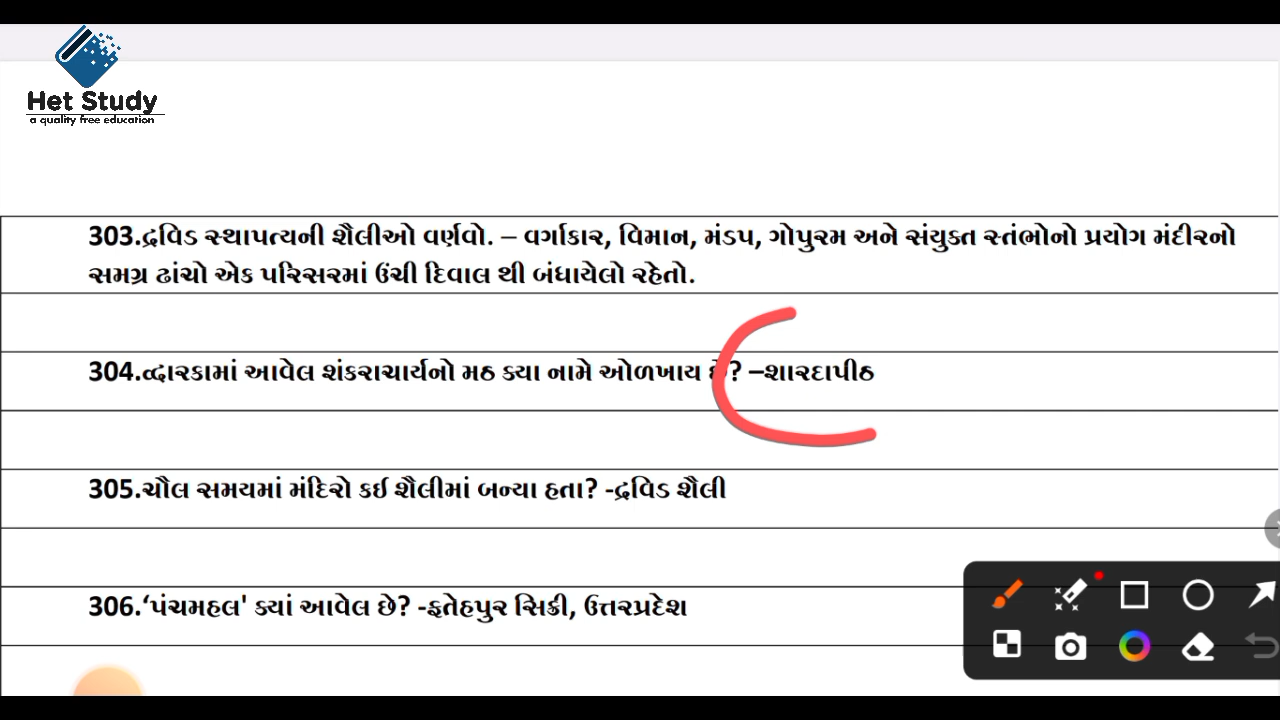 Het Study
a quality free education
303.દ્રવિડ સ્થાપત્યની શૈલીઓ વર્ણવો. – વર્ગાકાર, વિમાન, મંડપ, ગોપુરમ અને સંયુક્ત સ્તંભોનો પ્રયોગ મંદીરનો
સમગ્ર ઢાંચો એક પરિસરમાં ઉંચી દિવાલ થી બંધાયેલો રહેતો.
304.વ્દારકામાં આવેલ શંકરાચાર્યનો મઠ ક્યા નામે ઓળખાય છે? –શારદાપીઠ
305.ચૌલ સમયમાં મંદિરો કઈ શૈલીમાં બન્યા હતા? -દ્રવિડ શૈલી
306.‘પંચમહલ' ક્યાં આવેલ છે? -ફતેહપુર સિક્રી, ઉત્તરપ્રદેશ